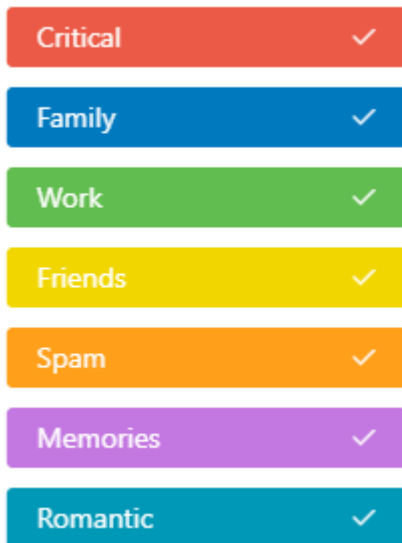 Critical
Family
Work
Friends
Spam
Memories
Romantic